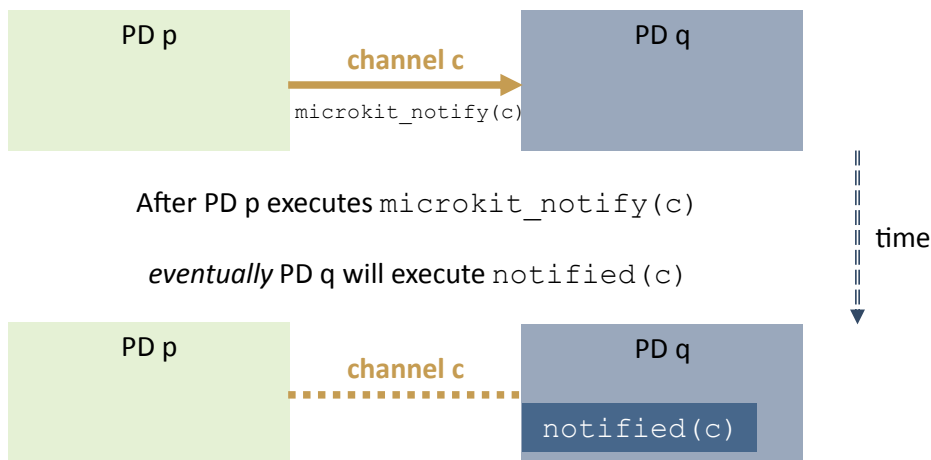 PD p
PD q
channel c
microkit_notify(c)
After PD p executes microkit_notify(c)
time
eventually PD q will execute notified(c)
PD p
PD q
channel c
notified(c)